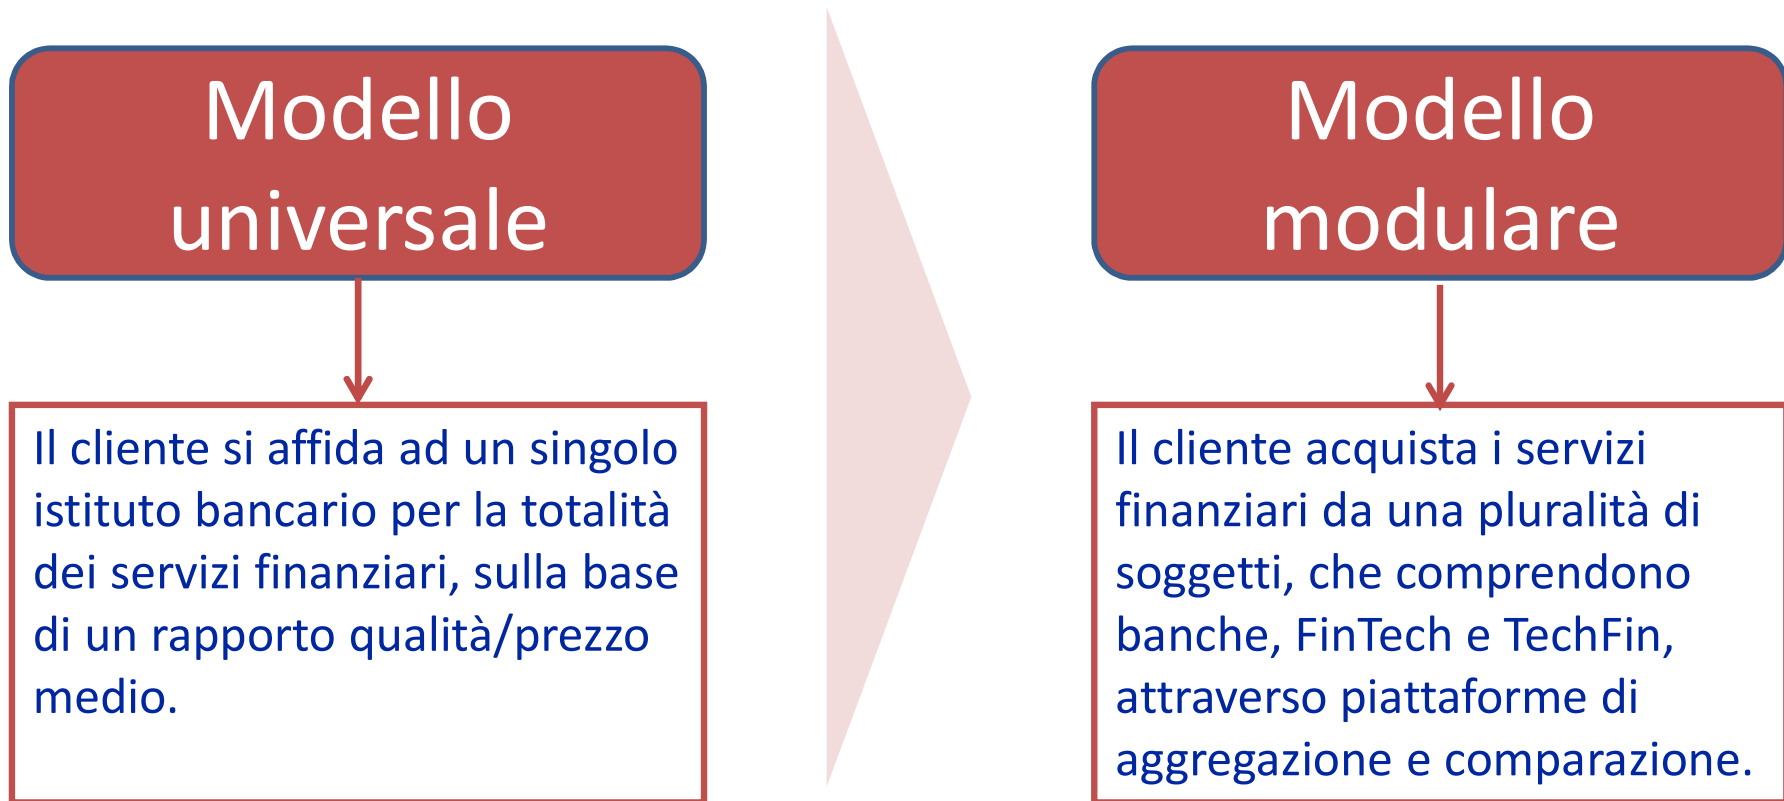 Modello
universale
Il cliente si affida ad un singolo
istituto bancario per la totalità
dei servizi finanziari, sulla base
di un rapporto qualità/prezzo
medio.
Modello
modulare
Il cliente acquista i servizi
finanziari da una pluralità di
soggetti, che comprendono
banche, FinTech e TechFin,
attraverso piattaforme di
aggregazione e comparazione.